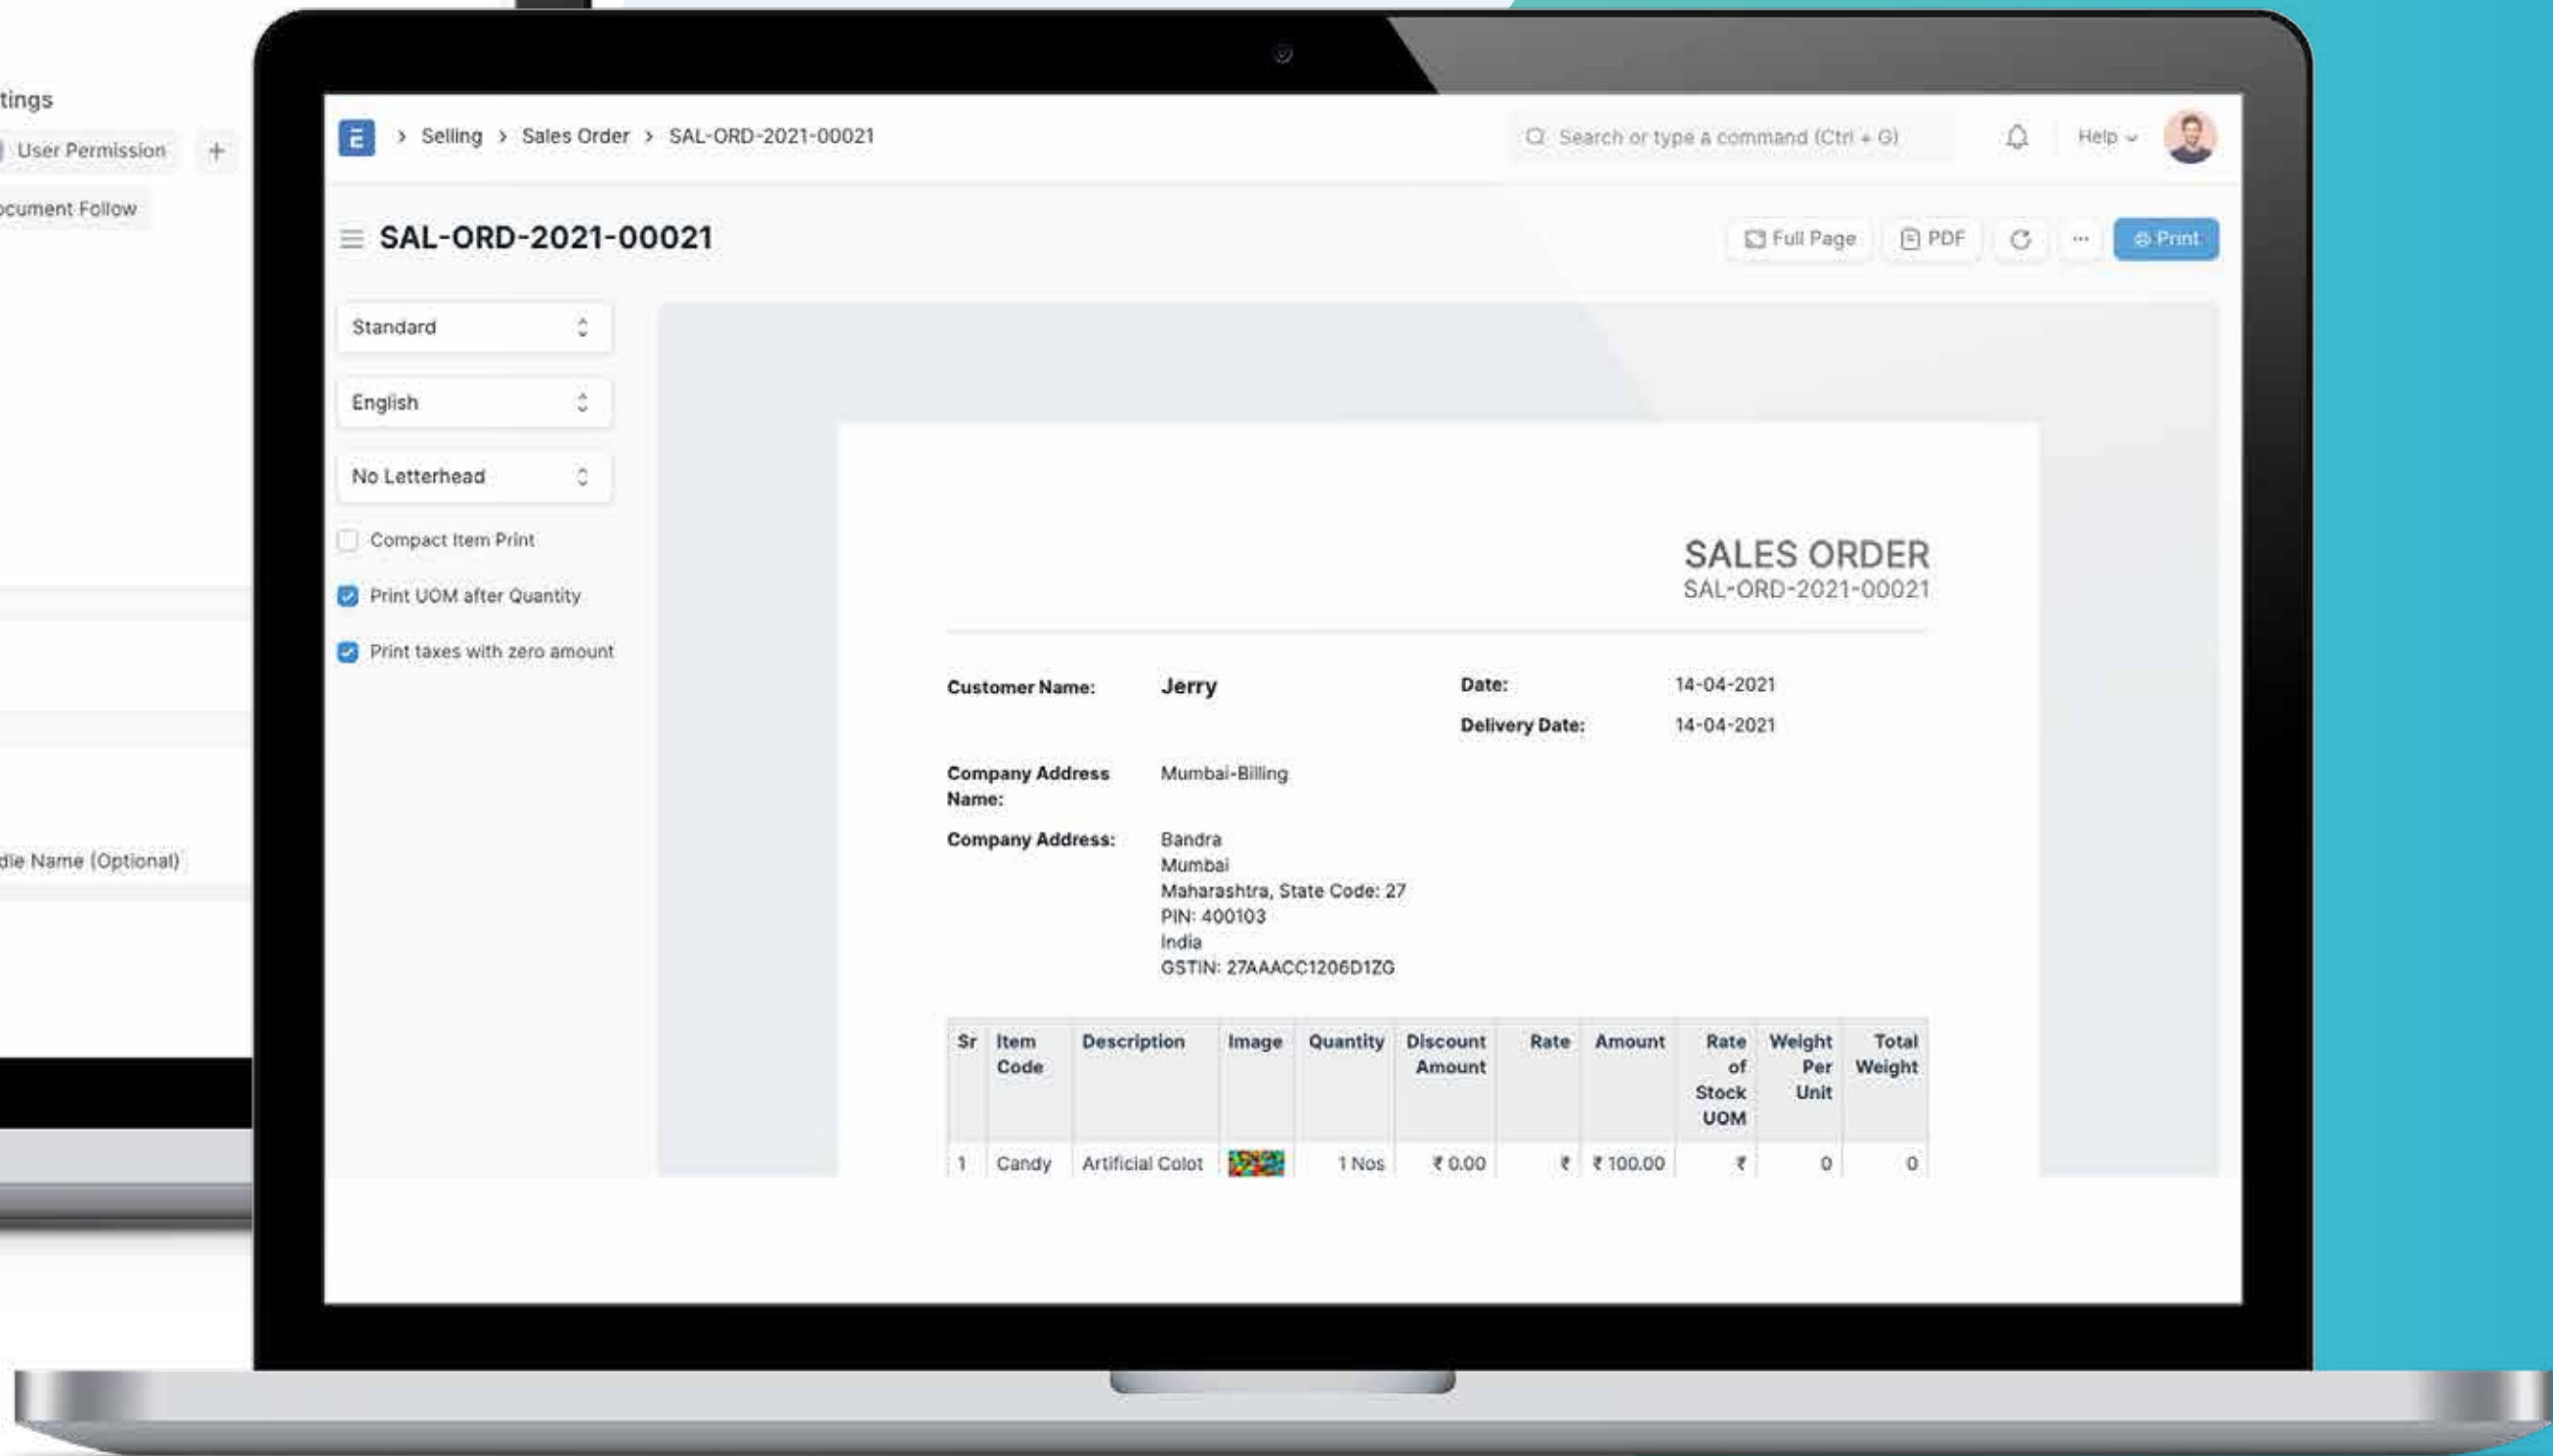 tings
User Permission +
ocument Follow
dle Name (Optional)
E > Selling > Sales Order > SAL-ORD-2021-00021
Search or type a command (Ctrl + G)
Help
SAL-ORD-2021-00021
Full Page
PDF
...
Print
Standard
English
No Letterhead
Compact Item Print
Print UOM after Quantity
Print taxes with zero amount
SALES ORDER
SAL-ORD-2021-00021
Customer Name: Jerry
Date: 14-04-2021
Delivery Date: 14-04-2021
Company Address Name: Mumbai-Billing
Company Address: Bandra
Mumbai
Maharashtra, State Code: 27
PIN: 400103
India
GSTIN: 27AAACC1206D1ZG
Sr Item Code Description Image Quantity Discount Amount Rate Amount Rate of Stock UOM Weight Per Unit Total Weight
1 Candy Artificial Colot 1 Nos ₹ 0.00 ₹ ₹ 100.00 ₹ 0 0